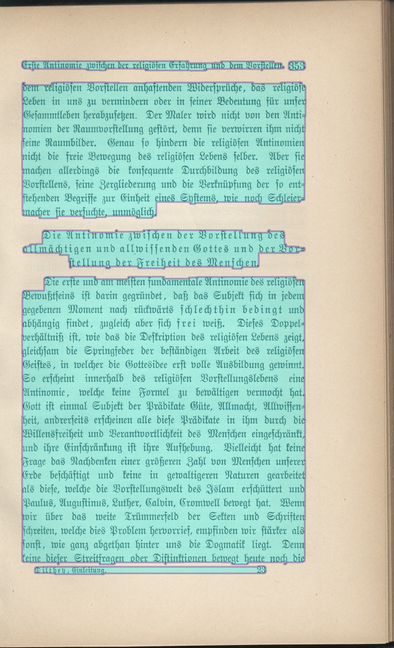 Erste Antinomie zwischen der religiösen Erfahrung und dem Vorstellen. 353
dem religiösen Vorstellen anhaftenden Widersprüche, das religiöse
Leben in uns zu vermindern oder in seiner Bedeutung für unser
Gesammtleben herabzusetzen. Der Maler wird nicht von den Anti-
nomien der Raumvorstellung gestört, denn sie verwirren ihm nicht
seine Raumbilder. Genau so hindern die religiösen Antinomien
nicht die freie Bewegung des religiösen Lebens selber. Aber sie
machen allerdings die konsequente Durchbildung des religiösen
Vorstellens, seine Zergliederung und die Verknüpfung der so ent-
stehenden Begriffe zur Einheit eines Systems, wie noch Schleier-
macher sie versuchte, unmöglich.
Die Antinomie zwischen der Vorstellung des
allmächtigen und allwissenden Gottes und der Vor-
stellung der Freiheit des Menschen.
Die erste und am meisten fundamentale Antinomie des religiösen
Bewußtseins ist darin gegründet, daß das Subjekt sich in jedem
gegebenen Moment nach rückwärts schlechthin bedingt und
abhängig findet, zugleich aber sich frei weiß. Dieses Doppel-
verhältniß ist, wie das die Deskription des religiösen Lebens zeigt,
gleichsam die Springfeder der beständigen Arbeit des religiösen
Geistes, in welcher die Gottesidee erst volle Ausbildung gewinnt.
So erscheint innerhalb des religiösen Vorstellungslebens eine
Antinomie, welche keine Formel zu bewältigen vermocht hat.
Gott ist einmal Subjekt der Prädikate Güte, Allmacht, Allwissen-
heit, andrerseits erscheinen alle diese Prädikate in ihm durch die
Willensfreiheit und Verantwortlichkeit des Menschen eingeschränkt,
und ihre Einschränkung ist ihre Aufhebung. Vielleicht hat keine
Frage das Nachdenken einer größeren Zahl von Menschen unserer
Erde beschäftigt und keine in gewaltigeren Naturen gearbeitet
als diese, welche die Vorstellungswelt des Islam erschüttert und
Paulus, Augustinus, Luther, Calvin, Cromwell bewegt hat. Wenn
wir über das weite Trümmerfeld der Sekten und Schriften
schreiten, welche dies Problem hervorrief, empfinden wir stärker als
sonst, wie ganz abgethan hinter uns die Dogmatik liegt. Denn
keine dieser Streitfragen oder Distinktionen bewegt heute noch die
Dilthey, Einleitung. 23